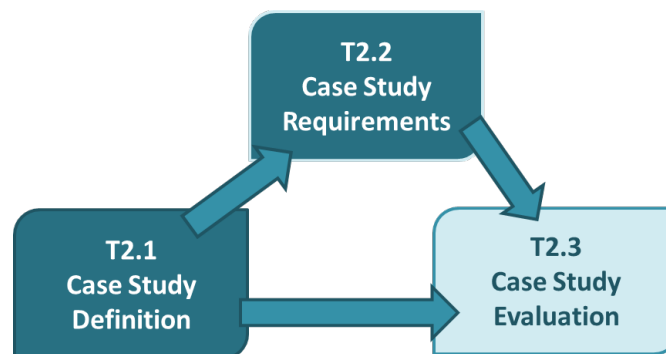 T2.2
Case Study
Requirements
T2.1
Case Study
Definition
T2.3
Case Study
Evaluation